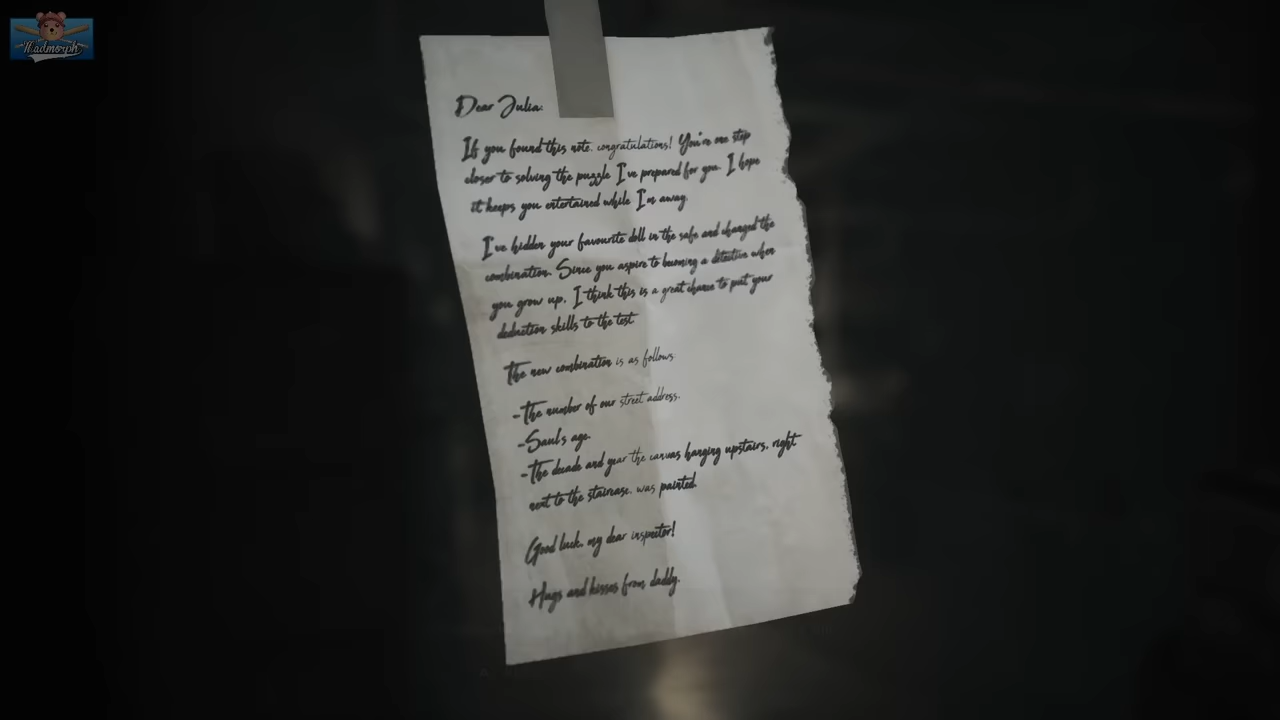 Madmorph
Dear Julia:
If you found this note, congratulations! You're one step
closer to solving the puzzle I've prepared for you. I hope
it keeps you entertained while I'm away.
I've hidden your favourite doll in the safe and changed the
combination. Since you aspire to becoming a detective when
you grow up, I think this is a great chance to put your
deduction skills to the test.
The new combination is as follows:
-The number of our street address.
-Saul's age.
-The decade and year the canvas hanging upstairs, right
next to the staircase, was painted.
Good luck, my dear inspector!
Hugs and kisses from daddy.